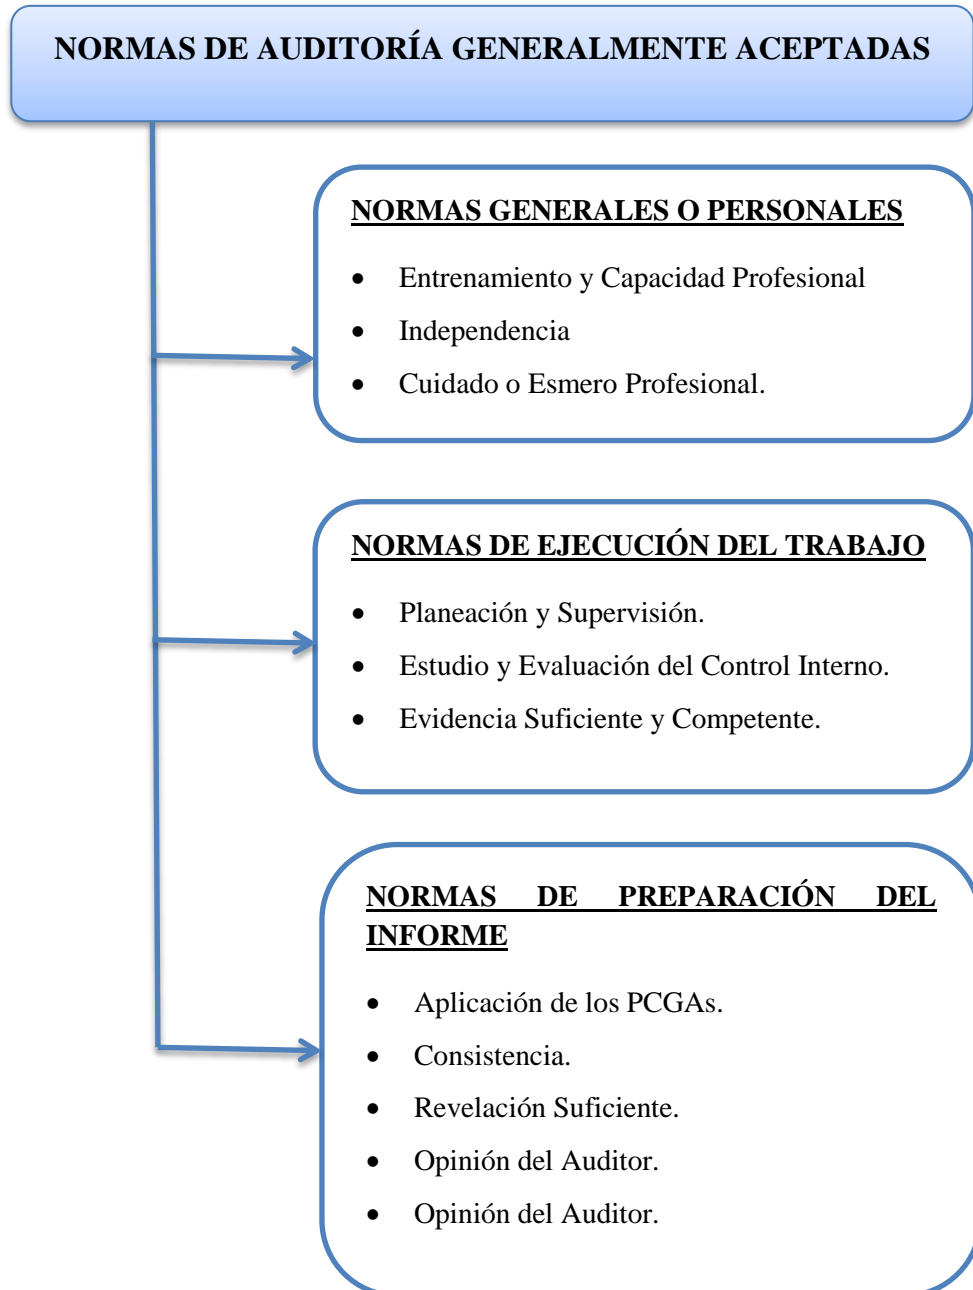 NORMAS DE AUDITORÍA GENERALMENTE ACEPTADAS
NORMAS GENERALES O PERSONALES
• Entrenamiento y Capacidad Profesional
• Independencia
• Cuidado o Esmero Profesional.
NORMAS DE EJECUCIÓN DEL TRABAJO
• Planeación y Supervisión.
• Estudio y Evaluación del Control Interno.
• Evidencia Suficiente y Competente.
NORMAS DE PREPARACIÓN DEL
INFORME
• Aplicación de los PCGAs.
• Consistencia.
• Revelación Suficiente.
• Opinión del Auditor.
• Opinión del Auditor.